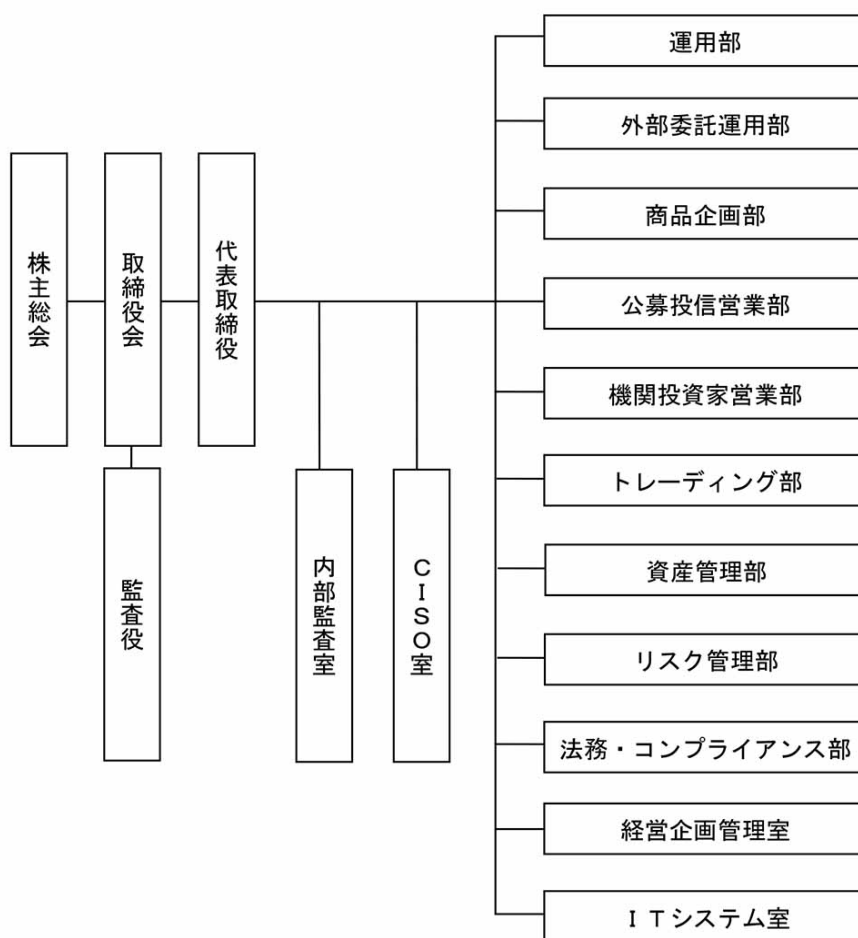 株主総会
取締役会
代表取締役
監査役
内部監査室
ＣＩＳＯ室
運用部
外部委託運用部
商品企画部
公募投信営業部
機関投資家営業部
トレーディング部
資産管理部
リスク管理部
法務・コンプライアンス部
経営企画管理室
ＩＴシステム室